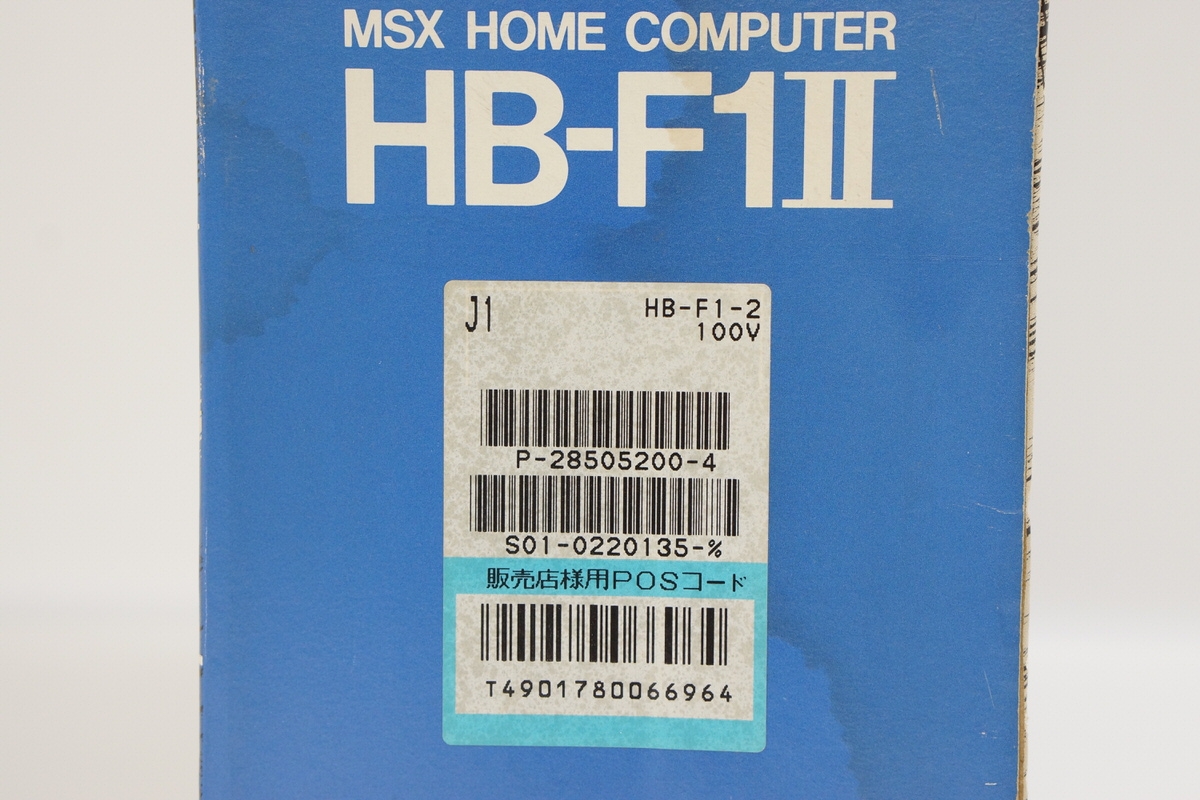 MSX HOME COMPUTER
HB-F1II
J1
HB-F1-2
100V
P-28505200-4
S01-0220135-%
販売店様用POSコード
T4901780066964